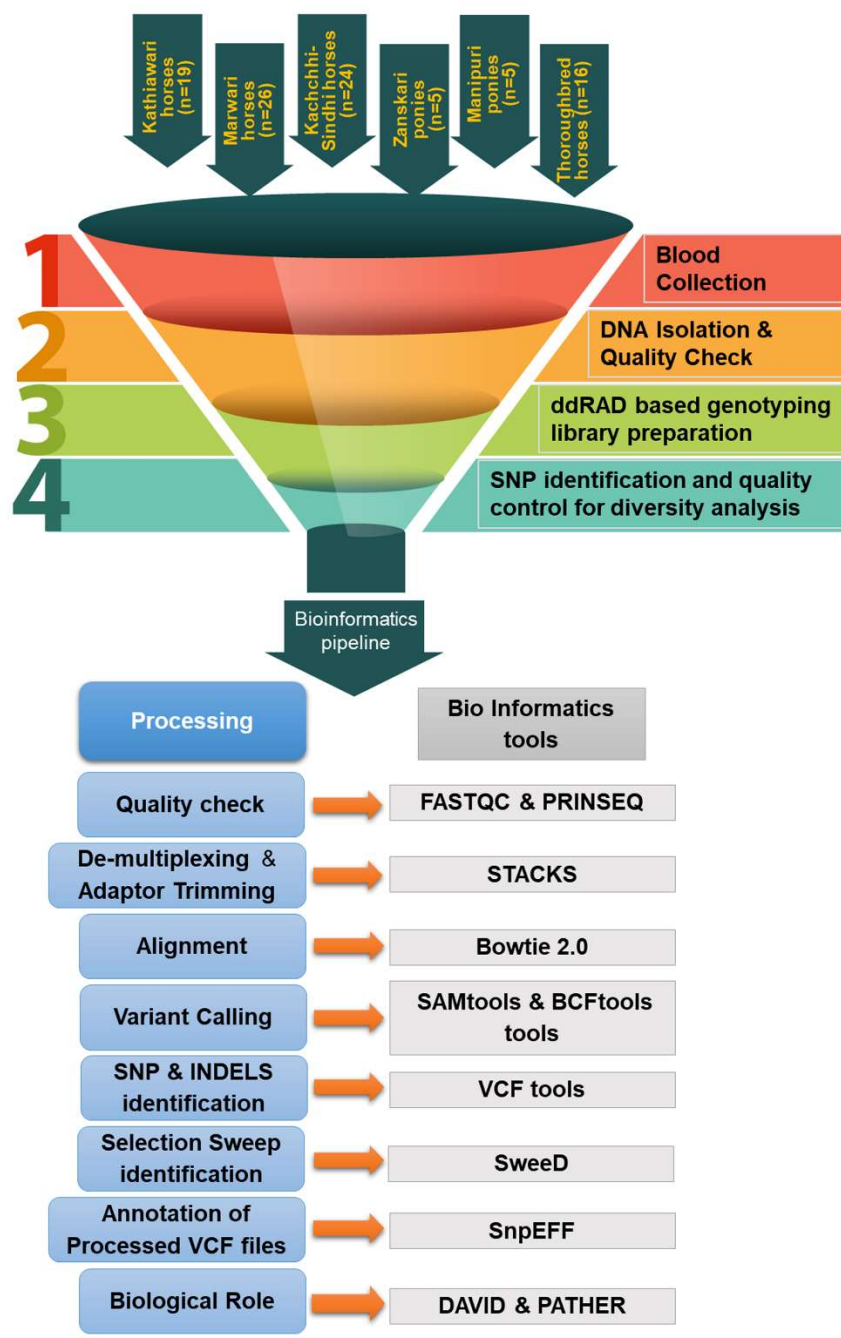 Kathiawari
horses
(n=19)
Marwari
horses
(n=26)
Kachchhi-
Sindhi horses
(n=24)
Zanskari
ponies
(n=5)
Manipuri
ponies
(n=5)
Thoroughbred
horses (n=16)
1
Blood
Collection
2
DNA Isolation &
Quality Check
3
ddRAD based genotyping
library preparation
4
SNP identification and quality
control for diversity analysis
Bioinformatics
pipeline
Processing
Bio Informatics
tools
Quality check
FASTQC & PRINSEQ
De-multiplexing &
Adaptor Trimming
STACKS
Alignment
Bowtie 2.0
Variant Calling
SAMtools & BCFtools
tools
SNP & INDELS
identification
VCF tools
Selection Sweep
identification
SweeD
Annotation of
Processed VCF files
SnpEFF
Biological Role
DAVID & PATHER